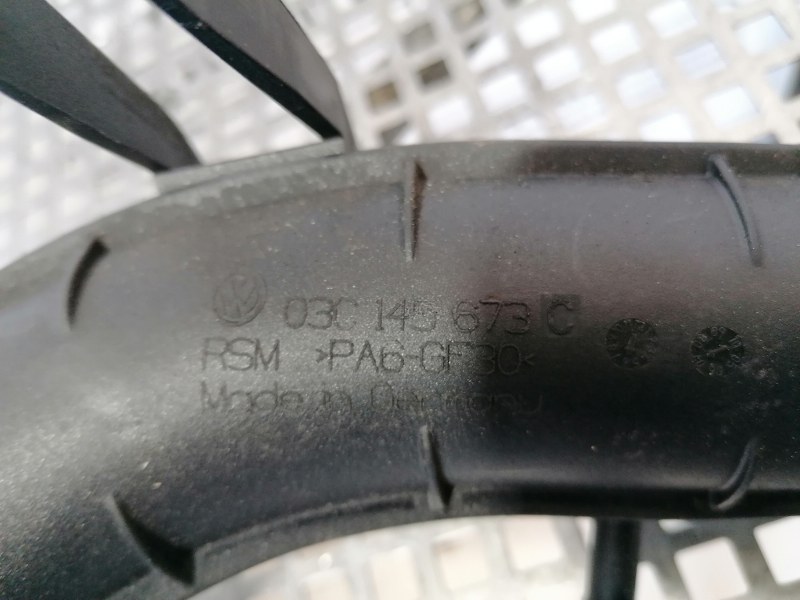 03C 145 673 C
RSM >PA6-GF30<
Made in Germany